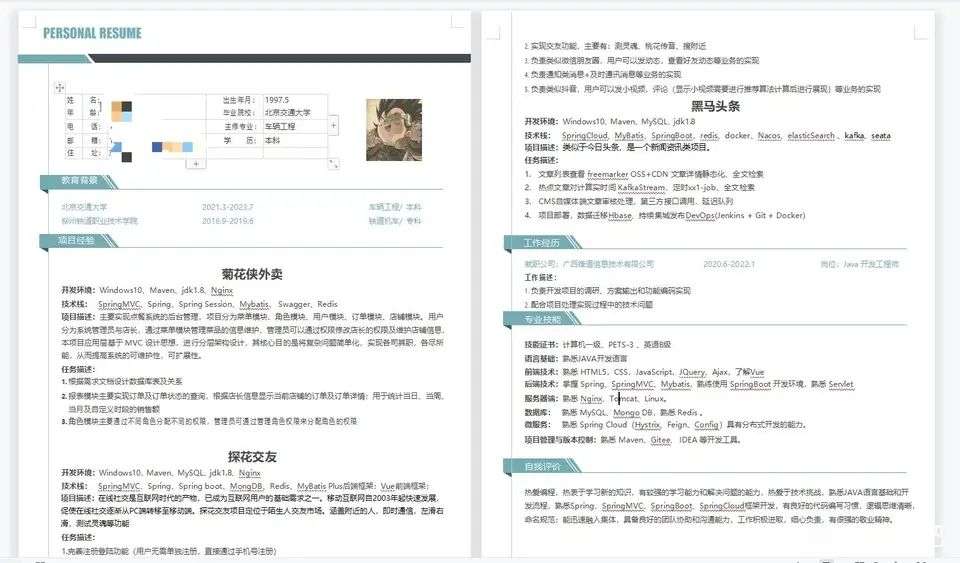 PERSONAL RESUME
姓 名:
年 龄:
电 话:
邮 箱:
住 址:
出生年月: 1997.5
毕业院校: 北京交通大学
主修专业: 车辆工程
学 历: 本科
教育背景
北京交通大学 2021.3-2023.7 车辆工程/ 本科
柳州铁道职业技术学院 2016.9-2019.6 铁道机车/ 专科
项目经验
菊花侠外卖
开发环境：Windows10、Maven、jdk1.8、Nginx
技术栈： SpringMVC、Spring、Spring Session、Mybatis、 Swagger、Redis
项目描述：主要实现点餐系统的后台管理，项目分为菜单模块，角色模块，用户模块，订单模块，店铺模块。用户
分为系统管理员与店长，通过菜单模块管理菜品的信息维护，管理员可以通过权限修改店长的权限及维护店铺信息，
本项目应用层基于 MVC 设计思想，进行分层架构设计，其核心目的是将复杂问题简单化，实现各司其职，各尽所
能，从而提高系统的可维护性，可扩展性。
任务描述：
1. 根据需求文档设计数据库表及关系
2. 报表模块主要涉及订单及订单状态的查询，根据店长信息显示当前店铺的订单及订单详情；用于统计当日、当周、
当月及自定义时段的销售额
3. 角色模块主要通过不同角色分配不同的权限，管理员可通过管理角色权限来分配角色的权限
探花交友
开发环境：Windows10、Maven、MySQL、jdk1.8、Nginx
技术栈： SpringMVC、Spring、Spring boot、MongDB、Redis、MyBatis Plus后端框架；Vue前端框架；
项目描述：在线社交是互联网时代的产物，已成为互联网用户的基础需求之一。移动互联网自2003年起快速发展，
促使在线社交逐渐从PC端转移至移动端。探花交友项目定位于陌生人交友市场。涵盖附近的人，即时通信，左滑右
滑，测试灵魂等功能
任务描述：
1.完善注册登陆功能（用户无需单独注册，直接通过手机号注册）
2. 实现交友功能，主要有：测灵魂、桃花传音、搜附近
3. 负责类似微信朋友圈，用户可以发动态，查看好友动态等业务的实现
4. 负责通知类消息+及时通讯消息等业务的实现
5. 负责类似抖音，用户可以发小视频，评论（显示小视频需要进行推荐算法计算后进行展现）等业务的实现
黑马头条
开发环境：Windows10、Maven、MySQL、jdk1.8
技术栈： SpringCloud、MyBatis、SpringBoot、redis、docker、Nacos、elasticSearch 、kafka、seata
项目描述：类似于今日头条，是一个新闻资讯类项目。
任务描述：
1. 文章列表查看 freemarker OSS+CDN 文章详情静态化、全文检索
2. 热点文章对计算实时间 KafkaStream、定时xx1-job、全文检索
3. CMS自媒体端文章审核处理、第三方接口调用、延迟队列
4. 项目部署、数据迁移Hbase、持续集成发布DevOps(Jenkins + Git + Docker)
工作经历
就职公司：广西隆道信息技术有限公司 2020.6-2022.1 岗位：Java 开发工程师
工作描述：
1. 负责开发项目的调研、方案输出和功能编码实现
2. 配合项目处理实现过程中的技术问题
专业技能
技能证书：计算机一级、PETS-3 、英语B级
语言基础：熟悉JAVA开发语言
前端技术：熟悉 HTML5、CSS、JavaScript、JQuery、Ajax、了解Vue
后端技术：掌握 Spring、SpringMVC、Mybatis、熟练使用 SpringBoot 开发环境、熟悉 Servlet
服务器端：熟悉 Nginx、Tomcat、Linux。
数据库： 熟悉 MySQL、Mongo DB、熟悉 Redis 。
微服务： 熟悉 Spring Cloud（Hystrix、Feign、Config）具有分布式开发的能力。
项目管理与版本控制：熟悉 Maven、Gitee、 IDEA 等开发工具。
自我评价
热爱编程，热衷于学习新的知识，有较强的学习能力和解决问题的能力，热爱于技术挑战，熟悉JAVA语言基础和开
发流程，熟悉Spring、SpringMVC、SpringBoot、SpringCloud框架开发，有良好的代码编写习惯，逻辑思维清晰、
命名规范；能迅速融入集体，具备良好的团队协助和沟通能力，工作积极进取，细心负责，有很强的敬业精神。